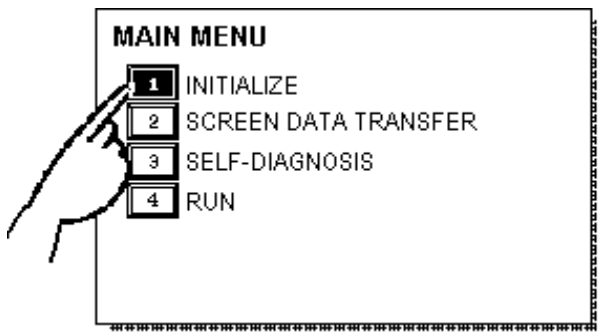 MAIN MENU
1 INITIALIZE
2 SCREEN DATA TRANSFER
3 SELF-DIAGNOSIS
4 RUN